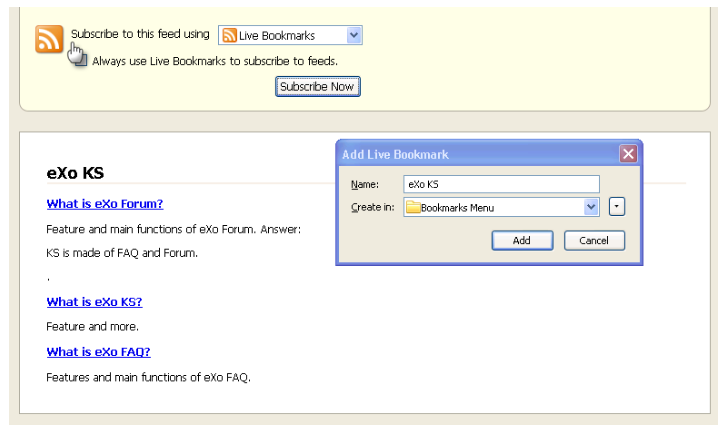 Subscribe to this feed using Live Bookmarks
Always use Live Bookmarks to subscribe to feeds.
Subscribe Now
eXo KS
What is eXo Forum?
Feature and main functions of eXo Forum. Answer:
KS is made of FAQ and Forum.
.
What is eXo KS?
Feature and more.
What is eXo FAQ?
Features and main functions of eXo FAQ.
Add Live Bookmark
Name: eXo KS
Create in: Bookmarks Menu
Add Cancel